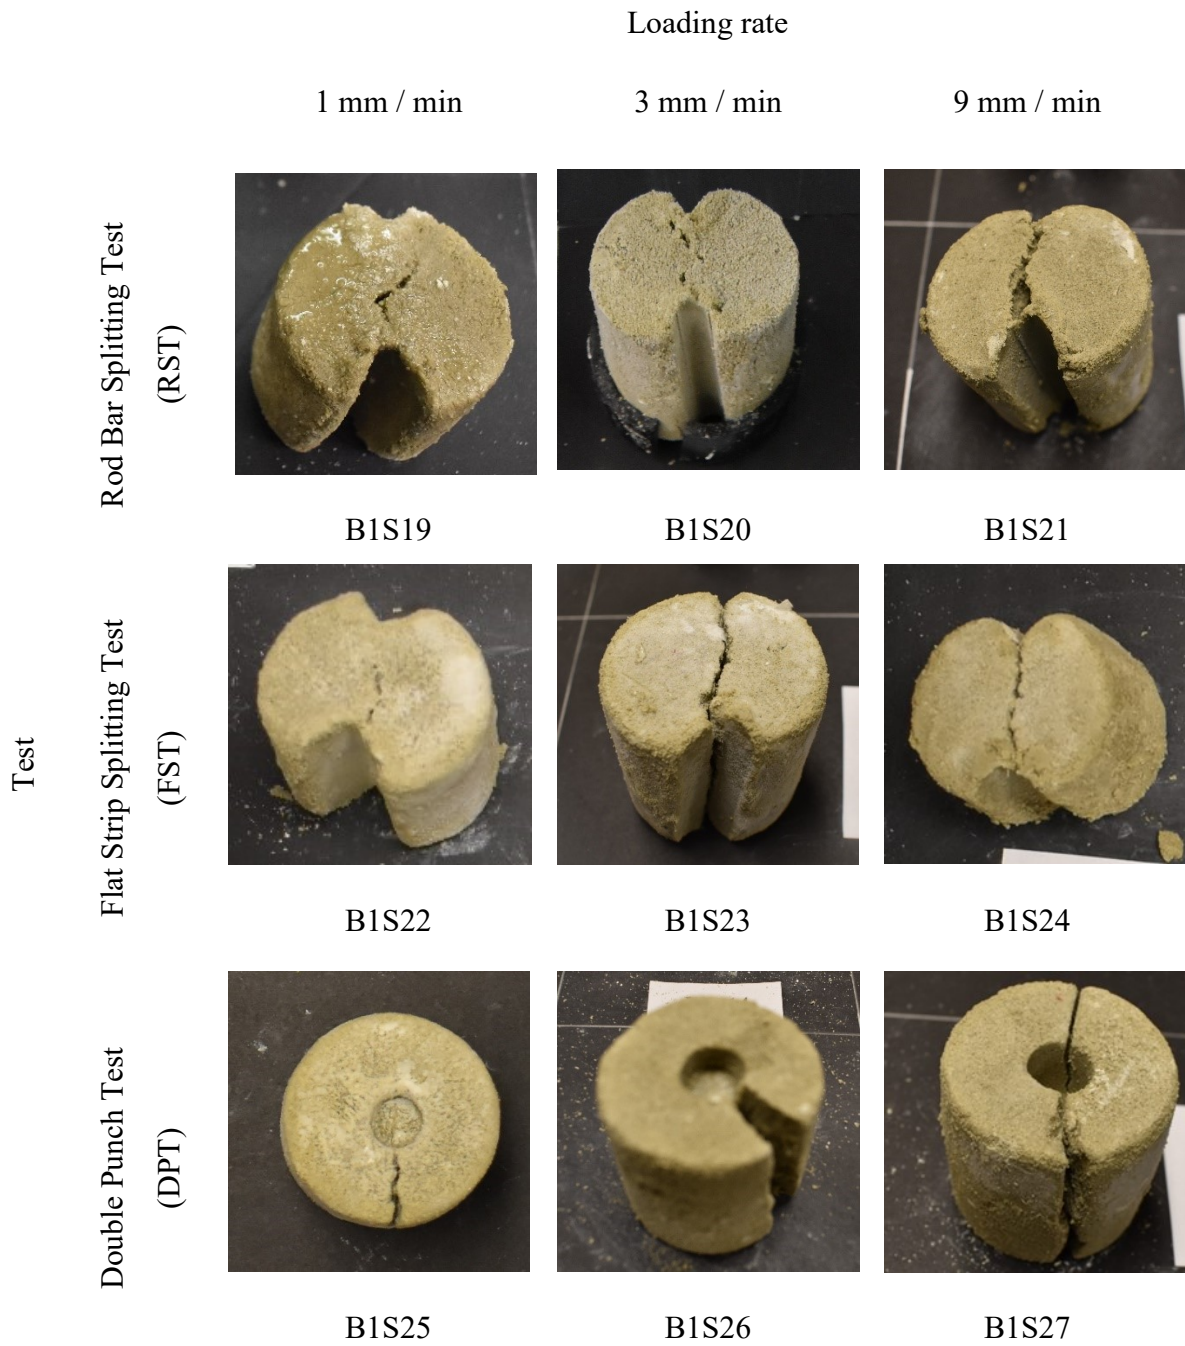 Loading rate
1 mm / min
3 mm / min
9 mm / min
Test
Rod Bar Splitting Test
(RST)
B1S19
B1S20
B1S21
Flat Strip Splitting Test
(FST)
B1S22
B1S23
B1S24
Double Punch Test
(DPT)
B1S25
B1S26
B1S27